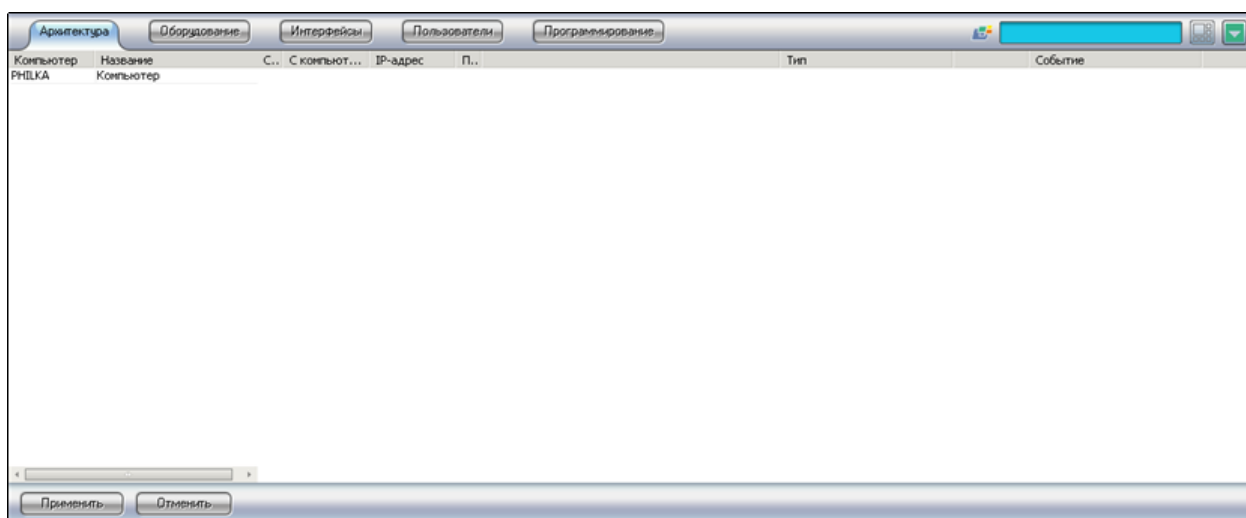 Архитектура Оборудование Интерфейсы Пользователи Программирование
Компьютер Название С.. С компьют... IP-адрес П.. Тип Событие
PHILKA Компьютер
Применить Отменить